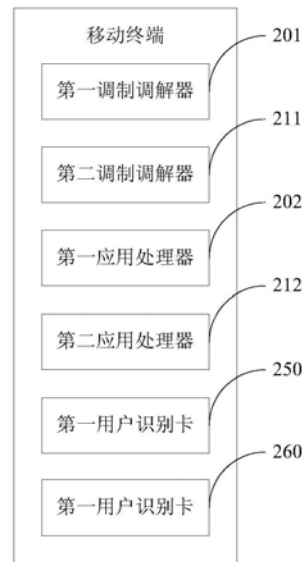 移动终端
201
第一调制调解器
211
第二调制调解器
202
第一应用处理器
212
第二应用处理器
250
第一用户识别卡
260
第一用户识别卡